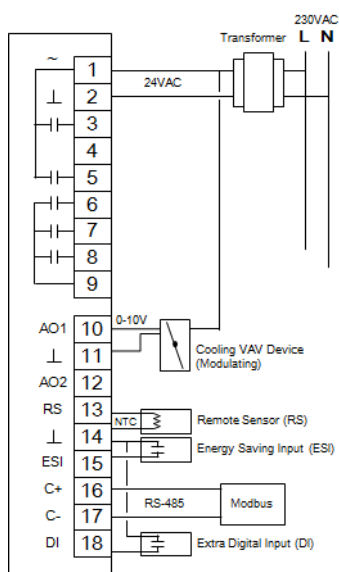 230VAC
Transformer L N
~ 1
24VAC
⊥ 2
3
4
5
6
7
8
9
AO1 10 0-10V
⊥ 11
Cooling VAV Device
(Modulating)
AO2 12
RS 13
NTC
Remote Sensor (RS)
⊥ 14
Energy Saving Input (ESI)
ESI 15
C+ 16
RS-485 Modbus
C- 17
DI 18
Extra Digital Input (DI)